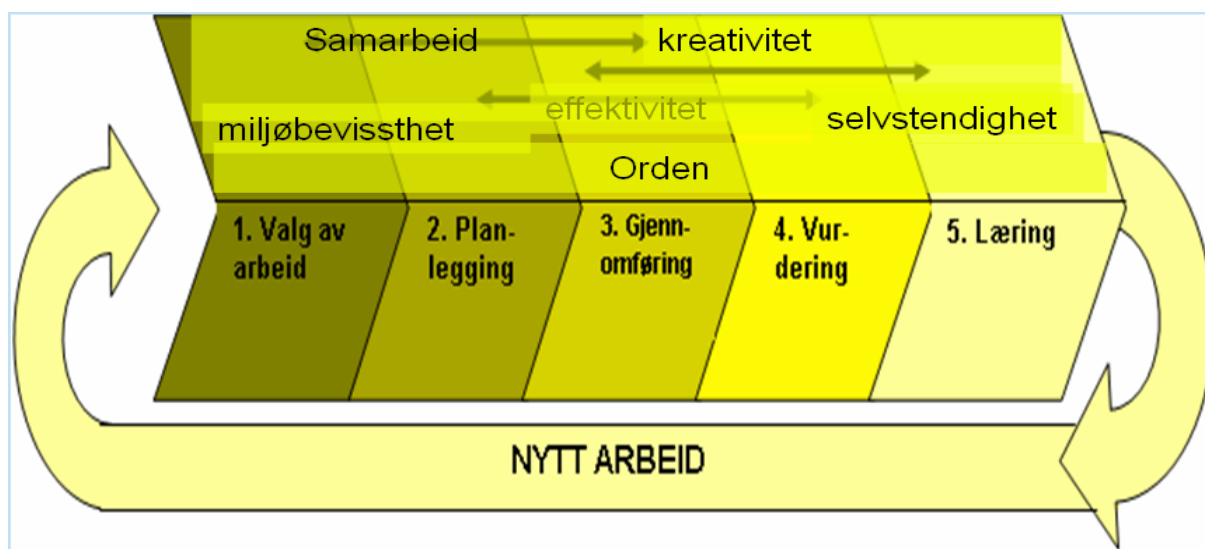 Samarbeid
kreativitet
effektivitet
miljøbevissthet
selvstendighet
Orden
1. Valg av
arbeid
2. Plan-
legging
3. Gjenn-
omføring
4. Vur-
dering
5. Læring
NYTT ARBEID